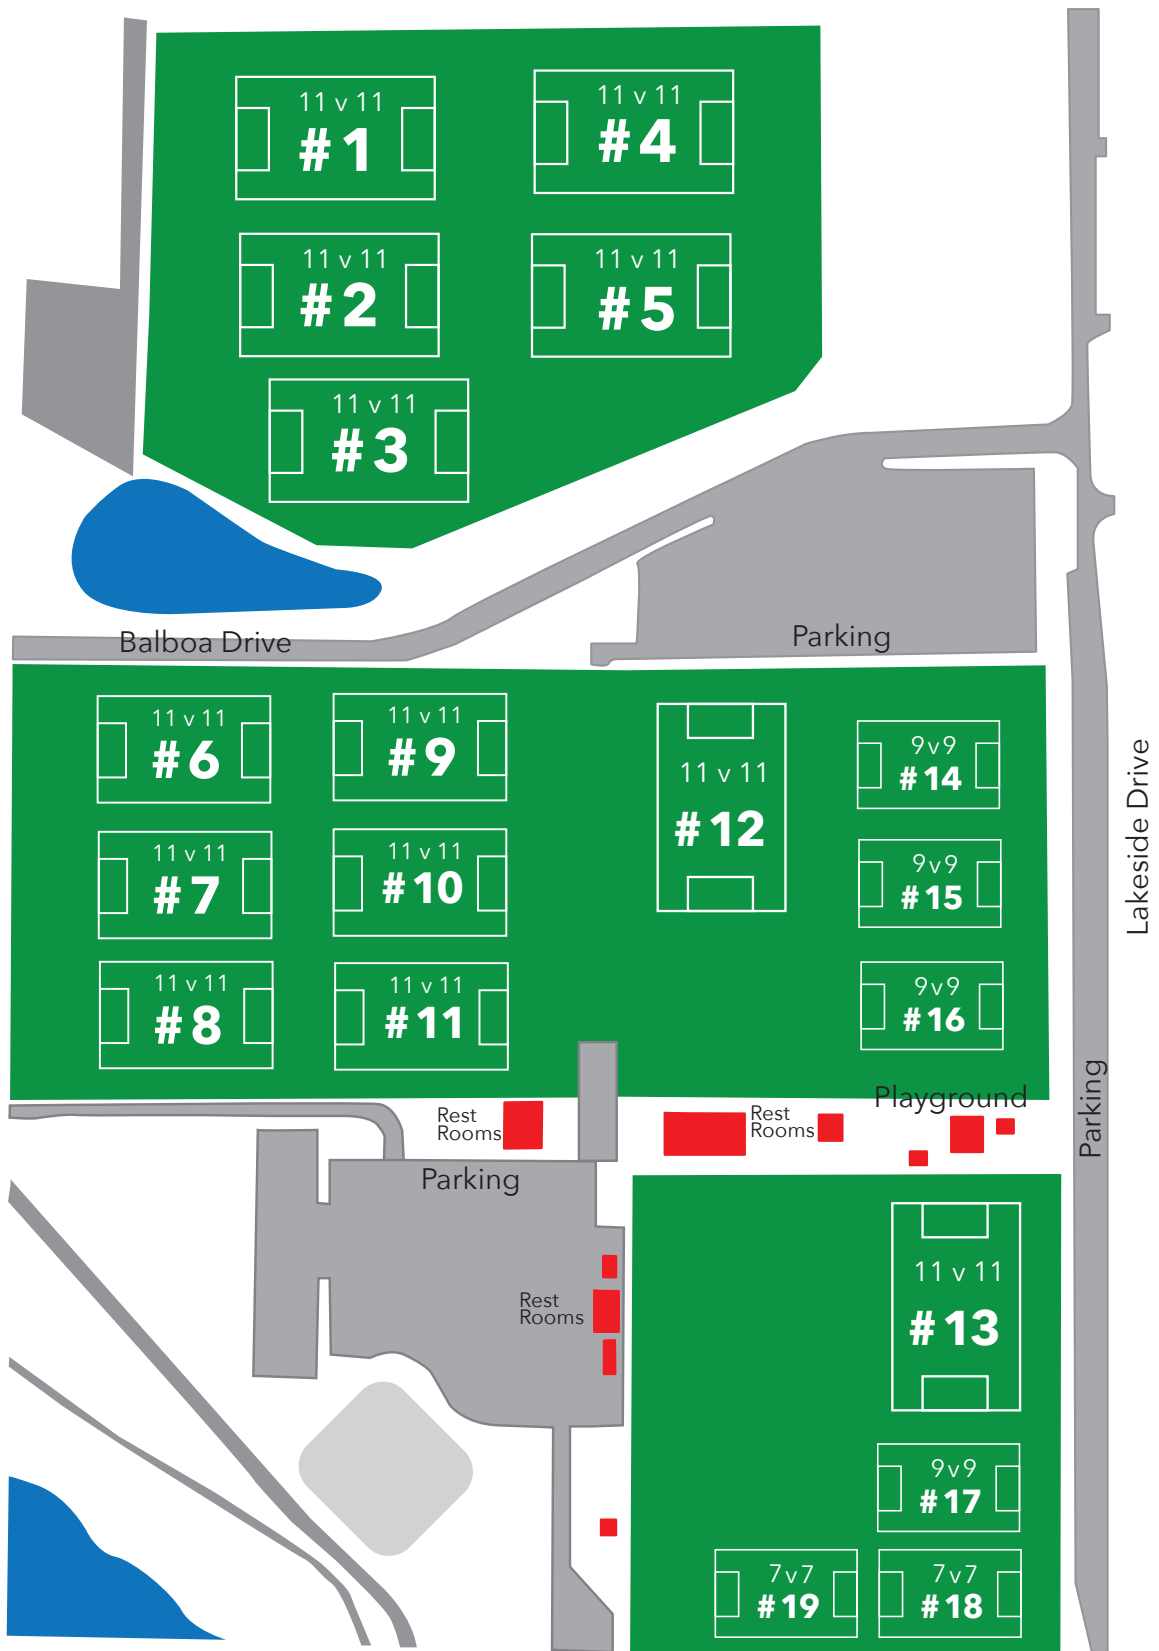 11 v 11
#1
11 v 11
#4
11 v 11
#2
11 v 11
#5
11 v 11
#3
Balboa Drive
Parking
11 v 11
#6
11 v 11
#9
11 v 11
#12
9v9
#14
11 v 11
#7
11 v 11
#10
9v9
#15
11 v 11
#8
11 v 11
#11
9v9
#16
Lakeside Drive
Parking
Playground
Rest
Rooms
Rest
Rooms
Parking
Rest
Rooms
11 v 11
#13
9v9
#17
7v7
#19
7v7
#18